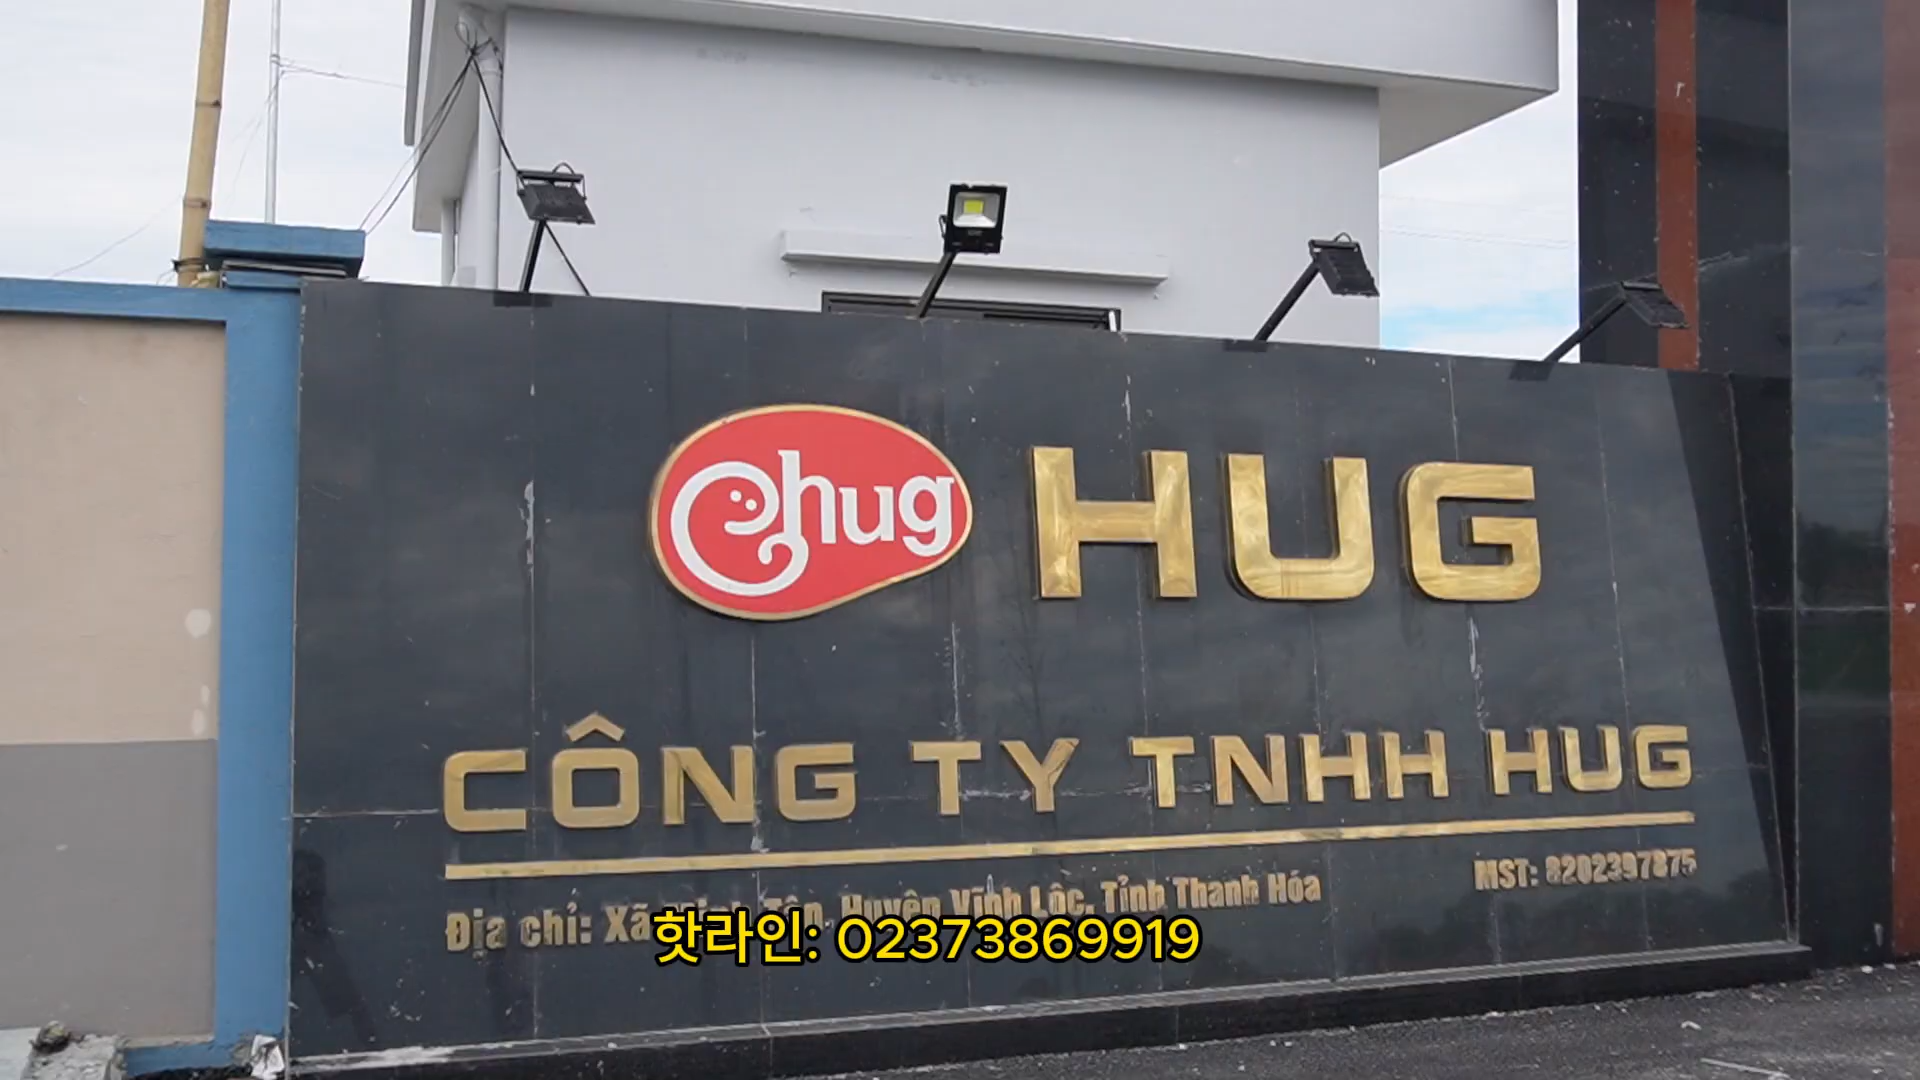 hug
HUG
CÔNG TY TNHH HUG
MST: 8202397875
Địa chỉ: Xã Tân, Huyện Vĩnh Lộc, Tỉnh Thanh Hóa
핫라인: 02373869919